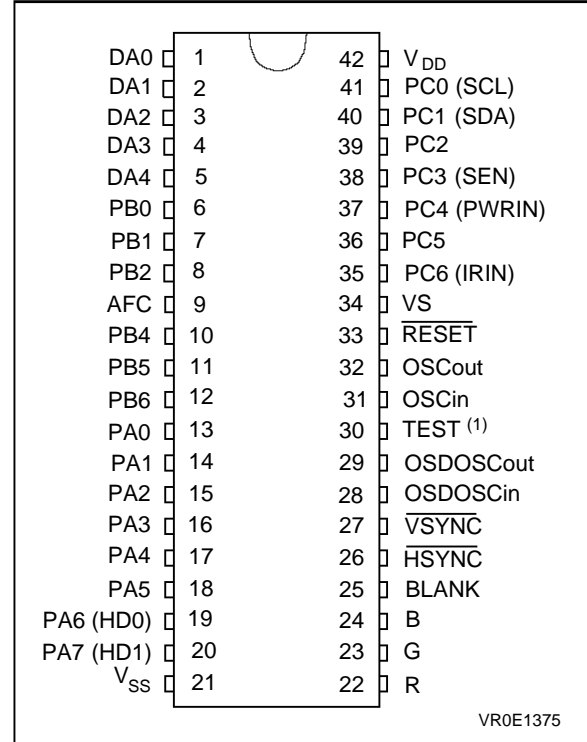 DA0 1 42 VDD
DA1 2 41 PC0 (SCL)
DA2 3 40 PC1 (SDA)
DA3 4 39 PC2
DA4 5 38 PC3 (SEN)
PB0 6 37 PC4 (PWRIN)
PB1 7 36 PC5
PB2 8 35 PC6 (IRIN)
AFC 9 34 VS
PB4 10 33 RESET
PB5 11 32 OSCout
PB6 12 31 OSCin
PA0 13 30 TEST (1)
PA1 14 29 OSDOSCout
PA2 15 28 OSDOSCin
PA3 16 27 VSYNC
PA4 17 26 HSYNC
PA5 18 25 BLANK
PA6 (HD0) 19 24 B
PA7 (HD1) 20 23 G
VSS 21 22 R
VR0E1375